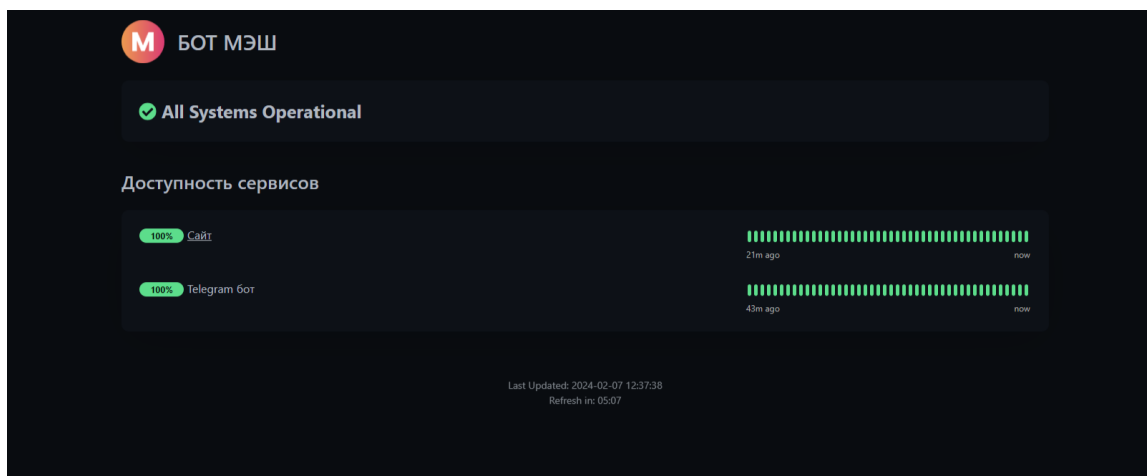 M БОТ МЭШ
All Systems Operational
Доступность сервисов
100% Сайт
21m ago now
100% Telegram бот
43m ago now
Last Updated: 2024-02-07 12:37:38
Refresh in: 05:07